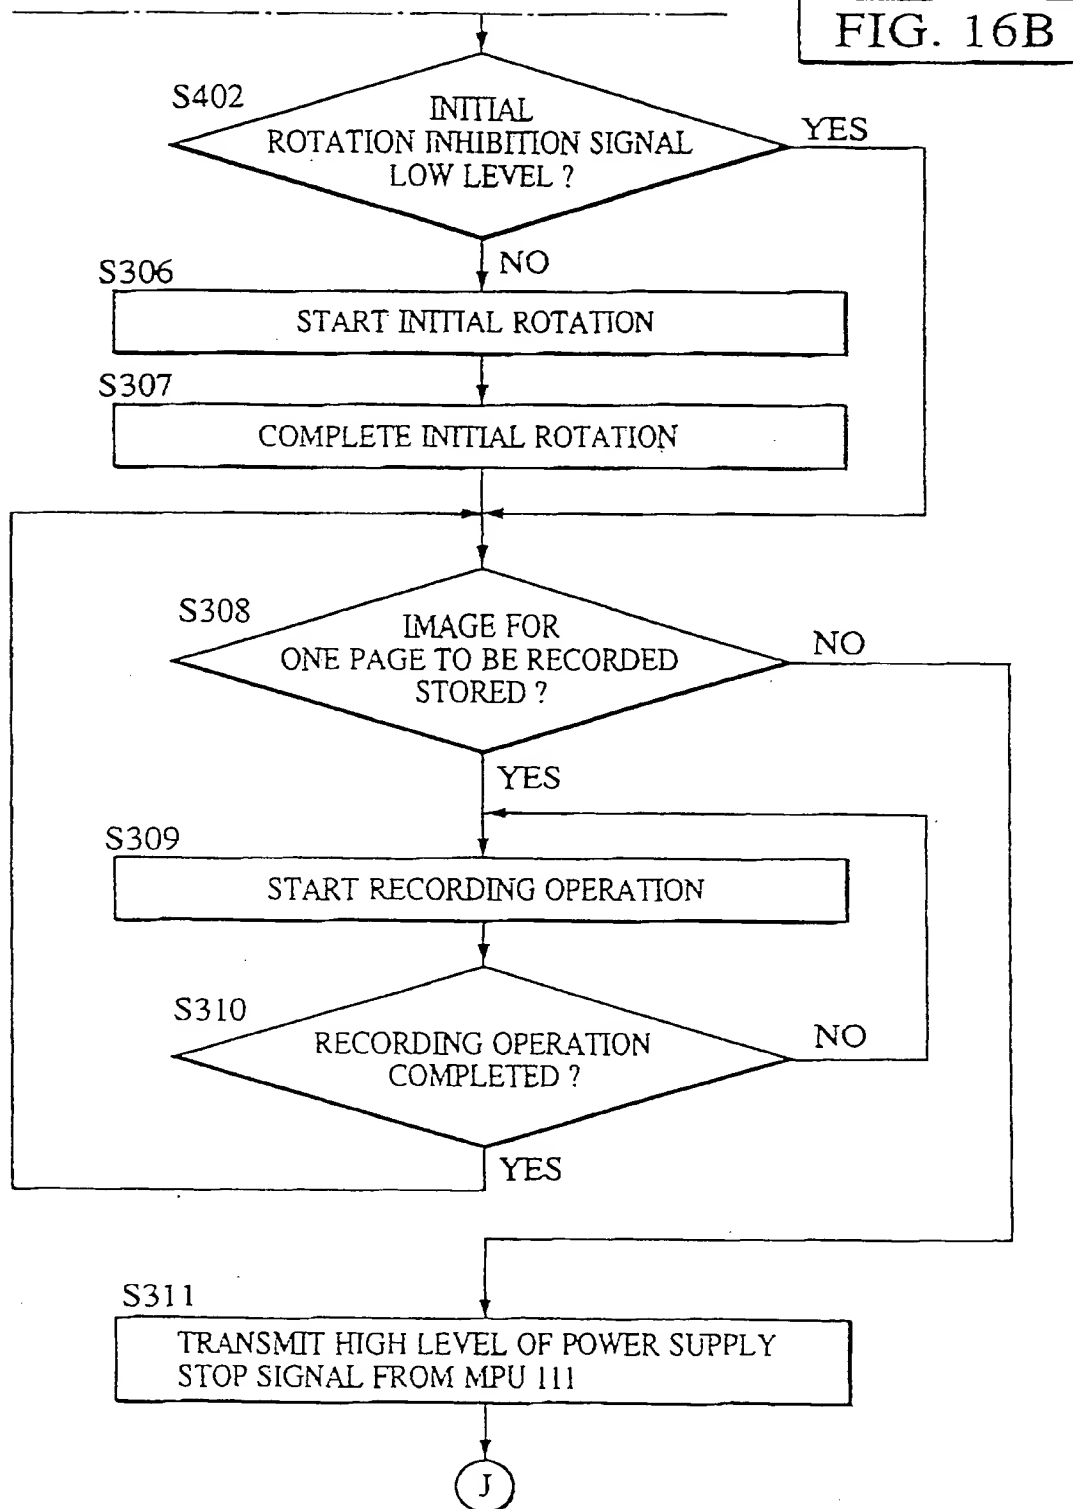 FIG. 16B
S402
INITIAL
ROTATION INHIBITION SIGNAL
LOW LEVEL ?
YES
NO
S306
START INITIAL ROTATION
S307
COMPLETE INITIAL ROTATION
S308
IMAGE FOR
ONE PAGE TO BE RECORDED
STORED ?
NO
YES
S309
START RECORDING OPERATION
S310
RECORDING OPERATION
COMPLETED ?
NO
YES
S311
TRANSMIT HIGH LEVEL OF POWER SUPPLY
STOP SIGNAL FROM MPU 111
J